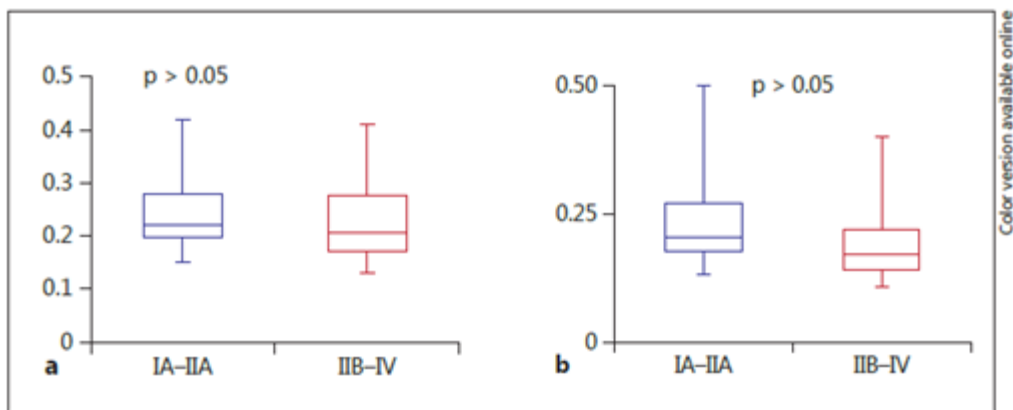 0.5
p > 0.05
0.4
0.3
0.2
0.1
0
a
IA–IIA
IIB–IV
0.50
p > 0.05
0.25
0
b
IA–IIA
IIB–IV
Color version available online